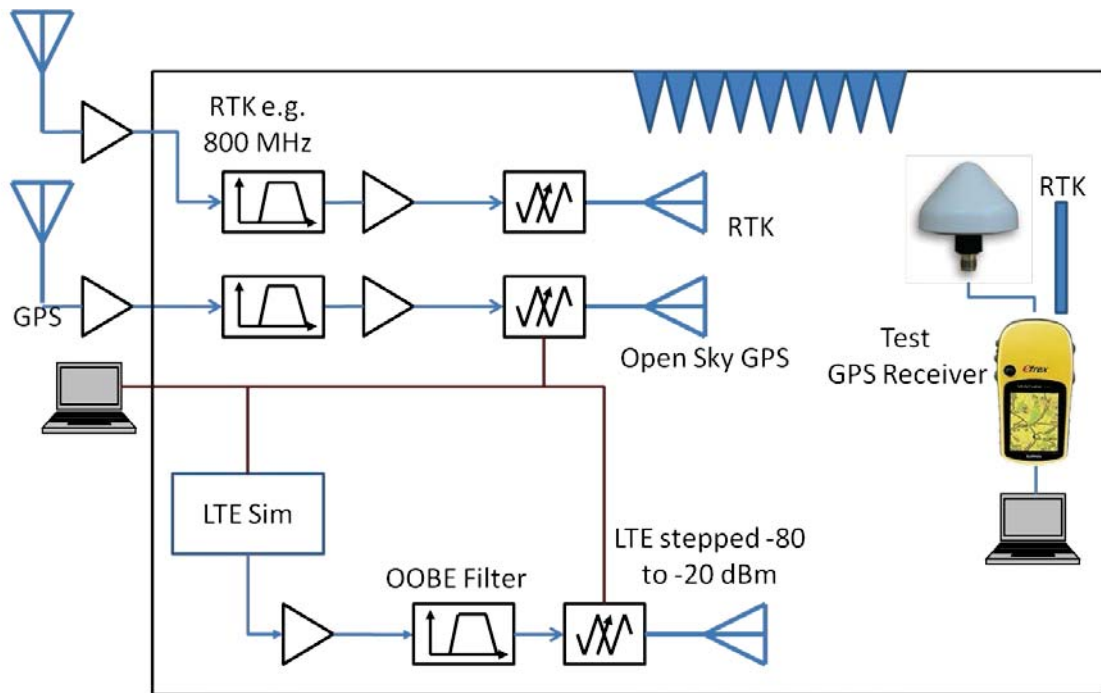 RTK e.g.
800 MHz
RTK
RTK
GPS
Open Sky GPS
Test
GPS Receiver
eTrex
LTE Sim
LTE stepped -80
to -20 dBm
OOBE Filter